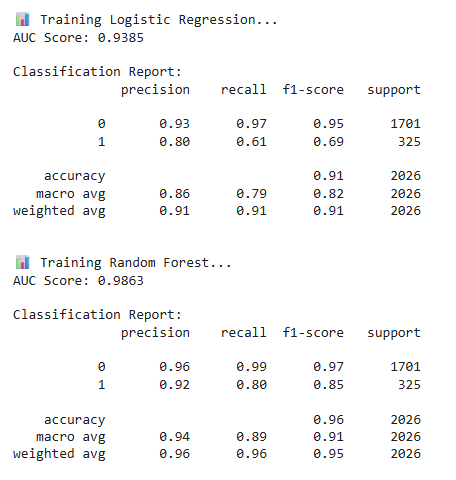 📊 Training Logistic Regression...
AUC Score: 0.9385
Classification Report:
precision recall f1-score support
0 0.93 0.97 0.95 1701
1 0.80 0.61 0.69 325
accuracy 0.91 2026
macro avg 0.86 0.79 0.82 2026
weighted avg 0.91 0.91 0.91 2026
📊 Training Random Forest...
AUC Score: 0.9863
Classification Report:
precision recall f1-score support
0 0.96 0.99 0.97 1701
1 0.92 0.80 0.85 325
accuracy 0.96 2026
macro avg 0.94 0.89 0.91 2026
weighted avg 0.96 0.96 0.95 2026